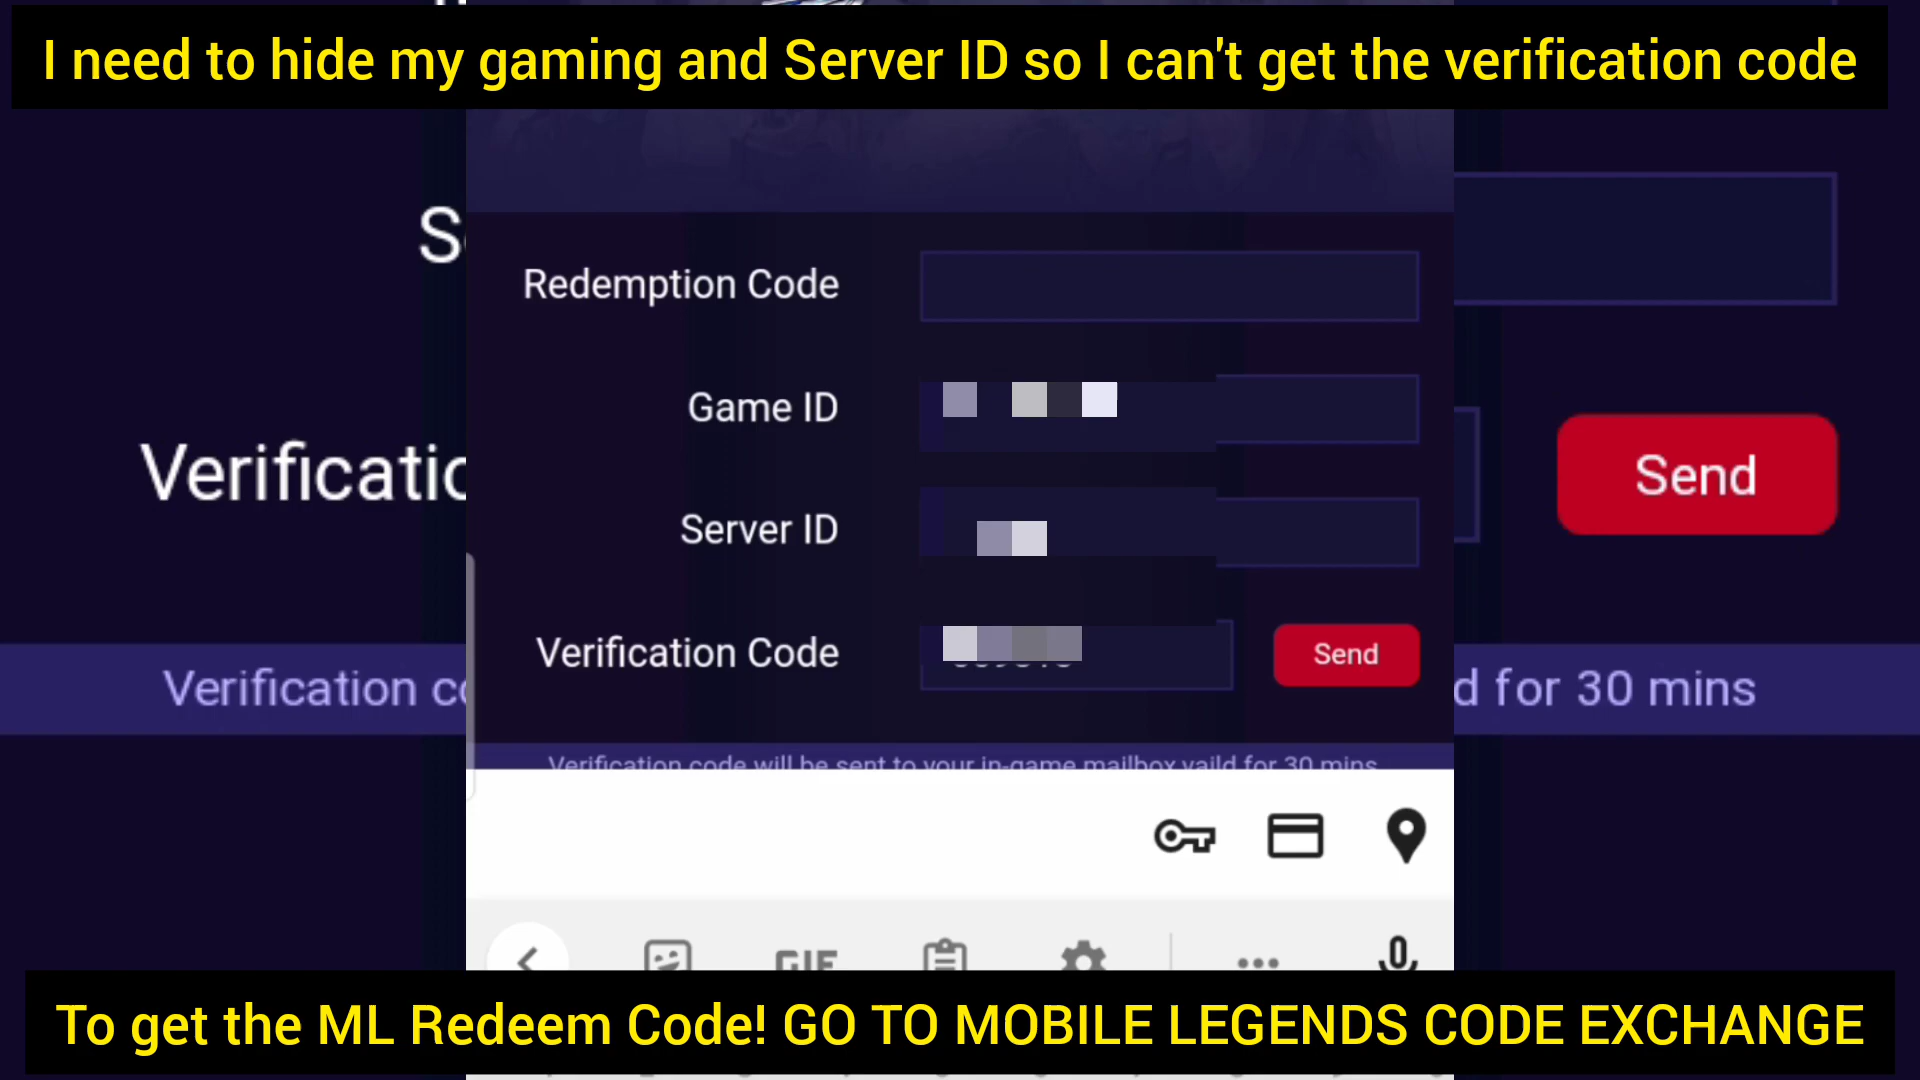 I need to hide my gaming and Server ID so I can't get the verification code
Redemption Code
Game ID
Server ID
Verification Code
Send
Send
Verification code will be sent to your in-game mailbox vaild for 30 mins
d for 30 mins
GIF
To get the ML Redeem Code! GO TO MOBILE LEGENDS CODE EXCHANGE